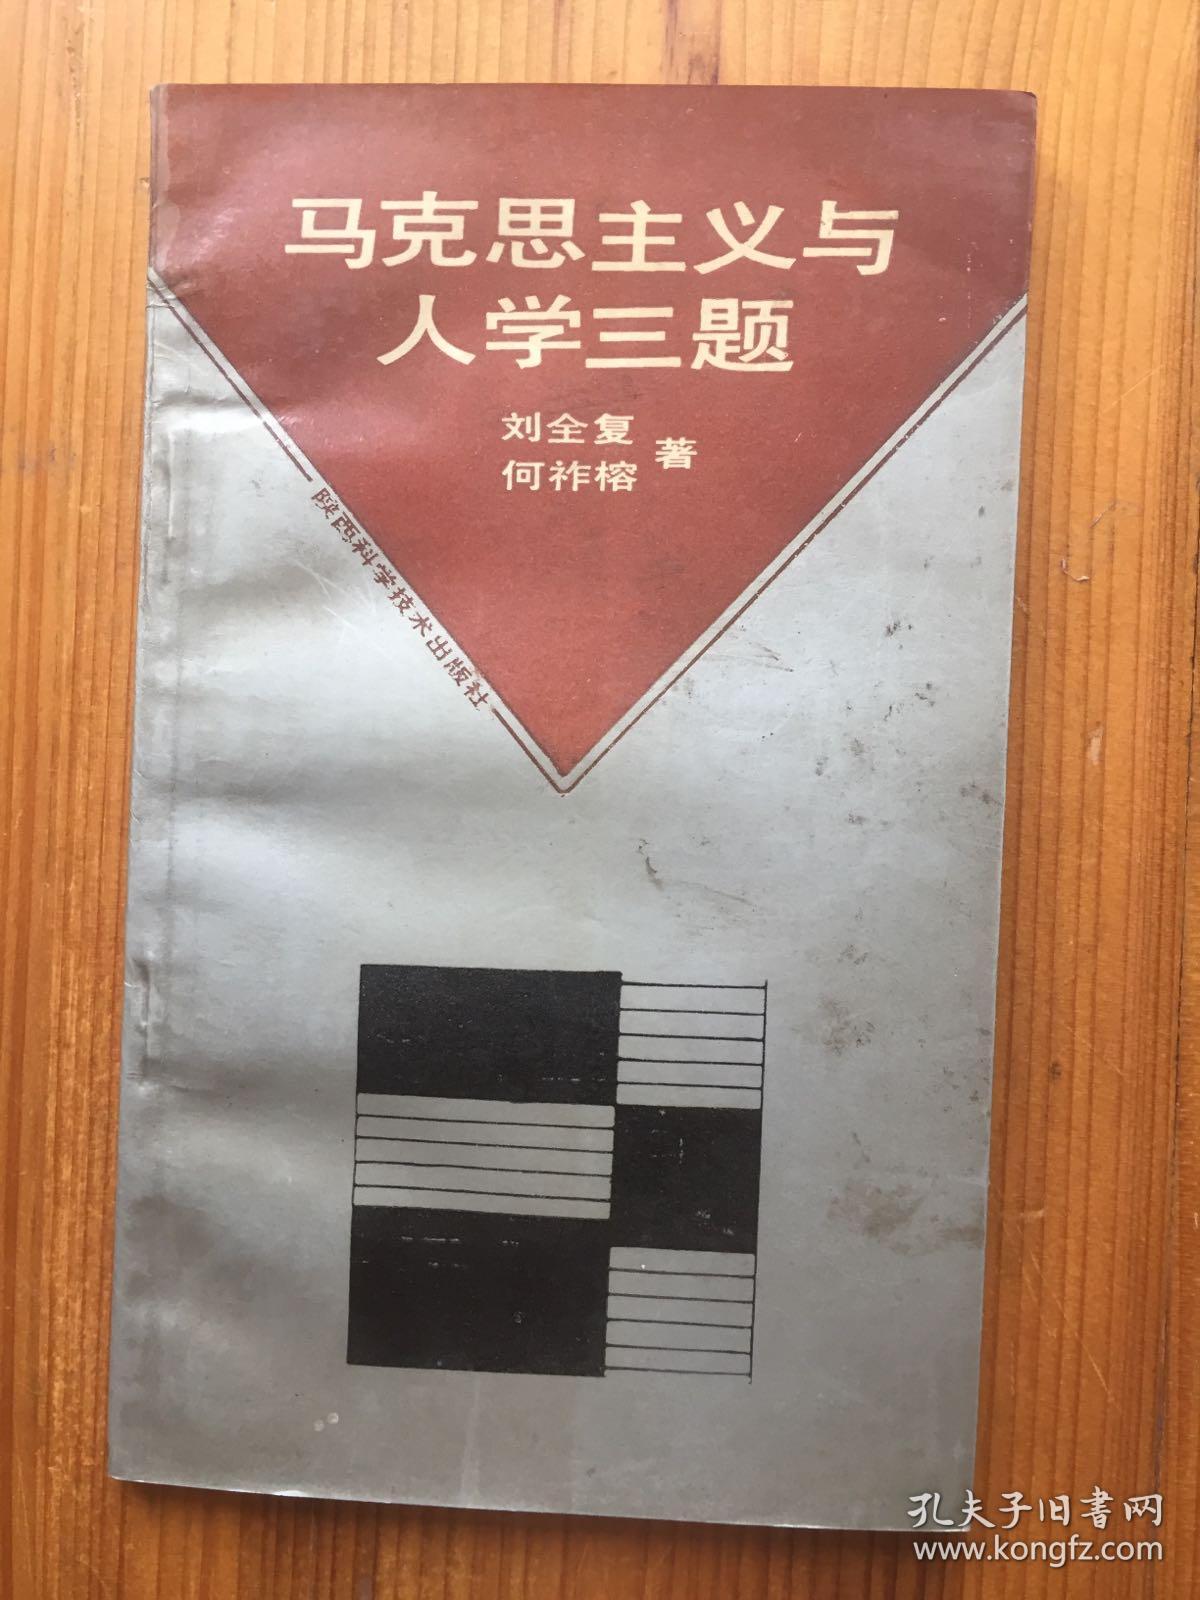 马克思主义与
人学三题
刘全复
何祚榕 著
陕西科学技术出版社
孔夫子旧書网
www.kongfz.com